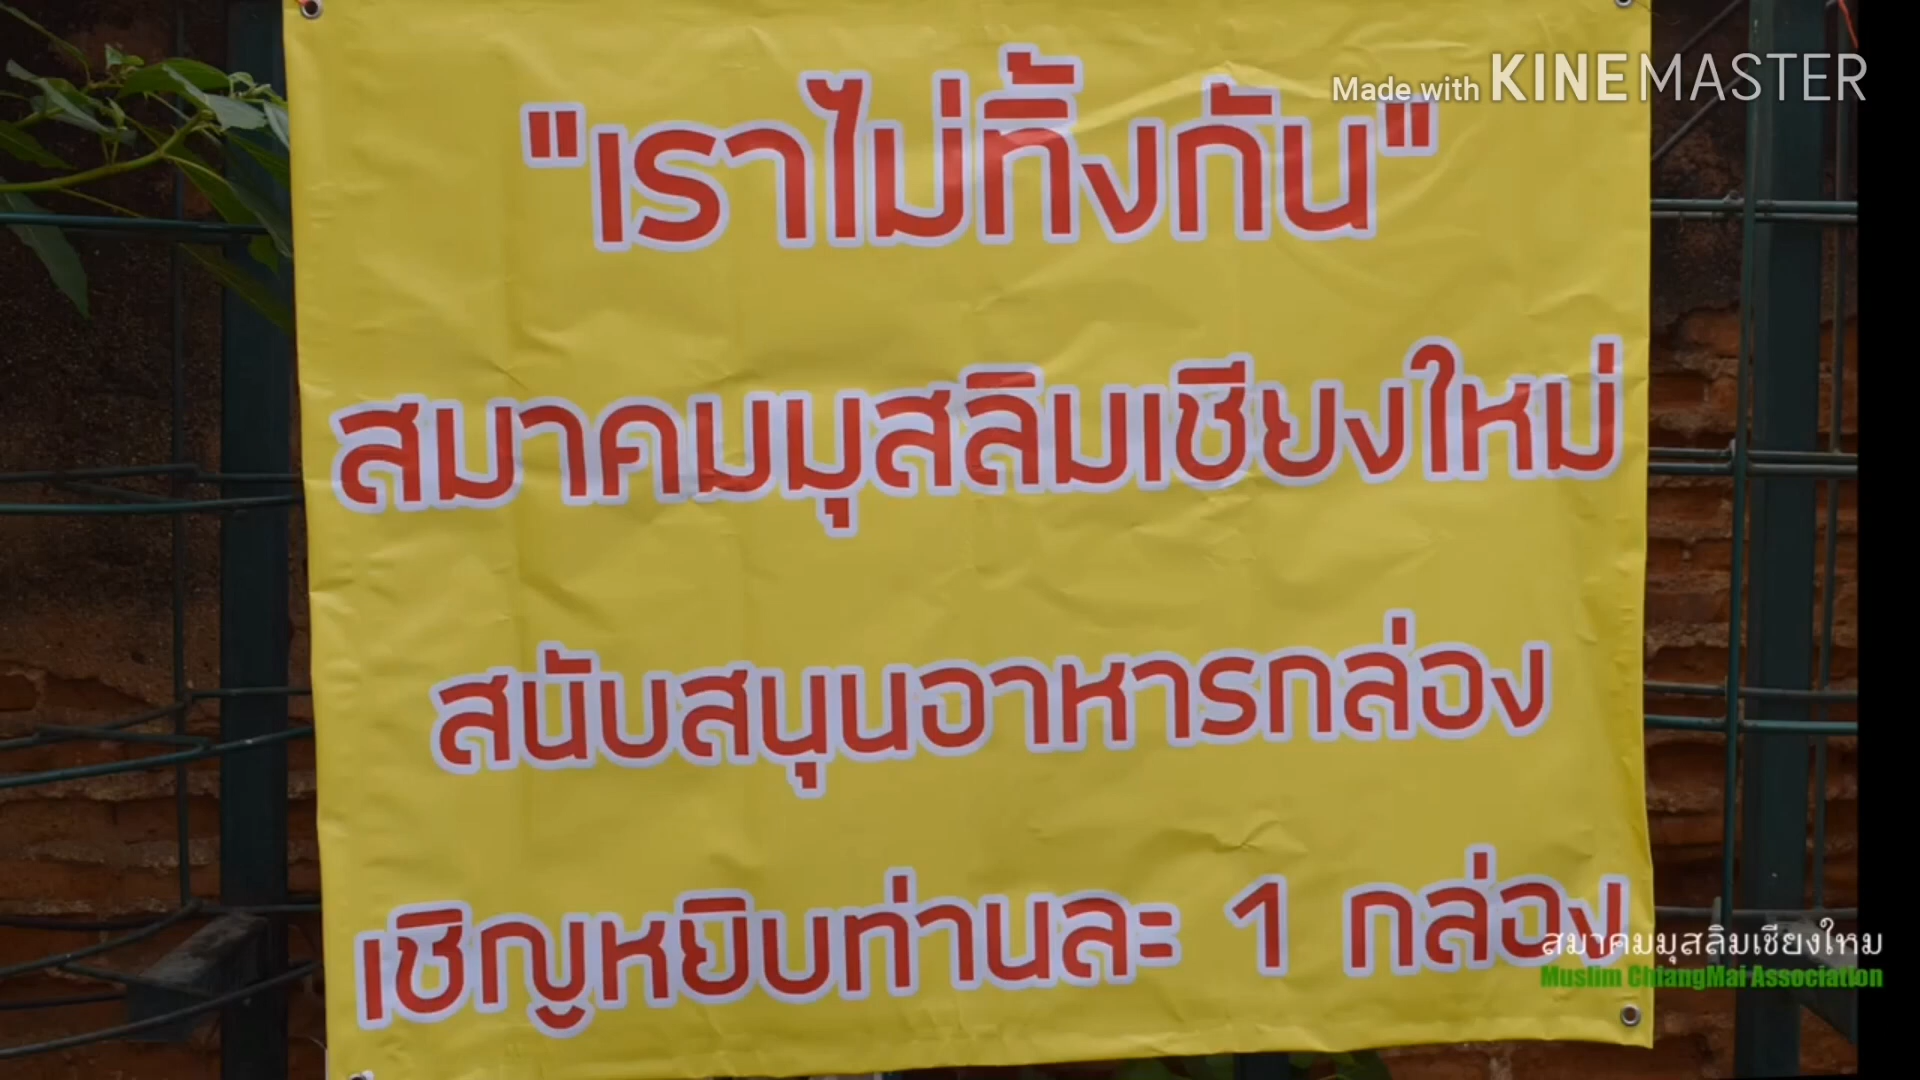 Made with KINEMASTER
"เราไม่ทิ้งกัน"
สมาคมมุสลิมเชียงใหม่
สนับสนุนอาหารกล่อง
เชิญหยิบท่านละ 1 กล่อง
สมาคมมุสลิมเชียงใหม
Muslim ChiangMai Association